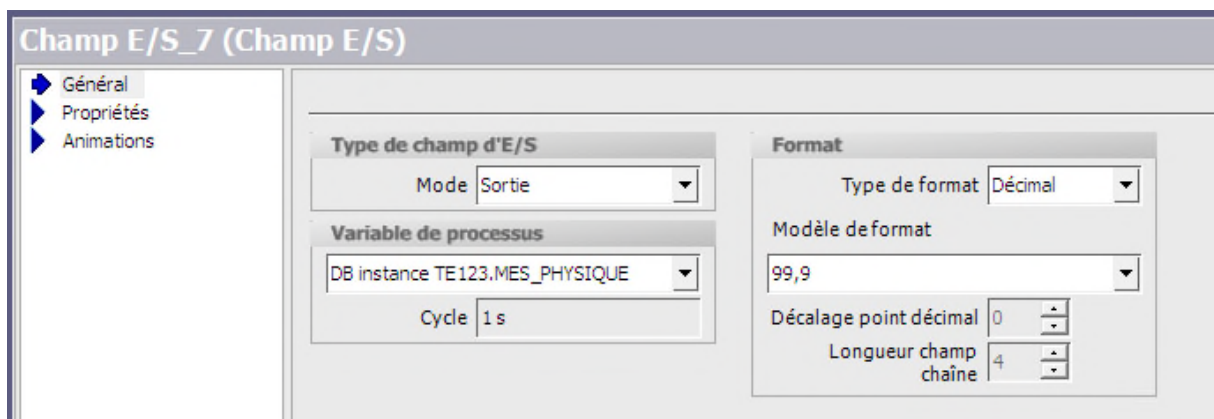 Champ E/S_7 (Champ E/S)
Général
Propriétés
Animations
Type de champ d'E/S
Mode Sortie
Variable de processus
DB instance TE123.MES_PHYSIQUE
Cycle 1 s
Format
Type de format Décimal
Modèle de format
99,9
Décalage point décimal 0
Longueur champ
chaîne 4